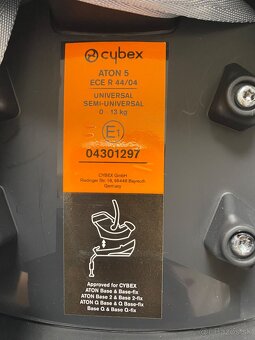 cybex
ATON 5
ECE R 44/04
UNIVERSAL
SEMI-UNIVERSAL
0 - 13 kg
E1
04301297
CYBEX GmbH
Riedinger Str. 18, 95448 Bayreuth
Germany
Approved for CYBEX
ATON Base & Base-fix
ATON Base 2 & Base 2-fix
ATON Q Base & Q Base-fix
Base Q & Base Q-fix